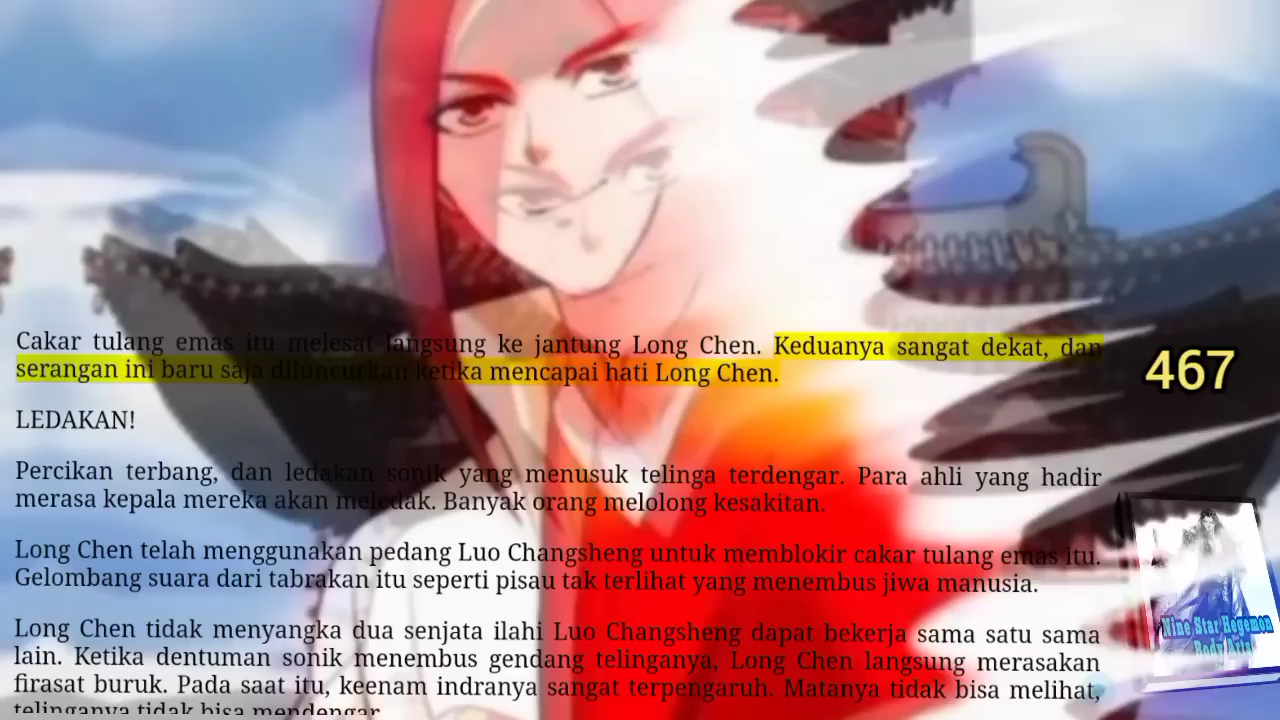 Cakar tulang emas itu melesat langsung ke jantung Long Chen. Keduanya sangat dekat, dan
serangan ini baru saja diluncurkan ketika mencapai hati Long Chen.
LEDAKAN!
Percikan terbang, dan ledakan sonik yang menusuk telinga terdengar. Para ahli yang hadir
merasa kepala mereka akan meledak. Banyak orang melolong kesakitan.
Long Chen telah menggunakan pedang Luo Changsheng untuk memblokir cakar tulang emas itu.
Gelombang suara dari tabrakan itu seperti pisau tak terlihat yang menembus jiwa manusia.
Long Chen tidak menyangka dua senjata ilahi Luo Changsheng dapat bekerja sama satu sama
lain. Ketika dentuman sonik menembus gendang telinganya, Long Chen langsung merasakan
firasat buruk. Pada saat itu, keenam indranya sangat terpengaruh. Matanya tidak bisa melihat,
telinganya tidak bisa mendengar
467
Nine Star Hegemon
Body Arts